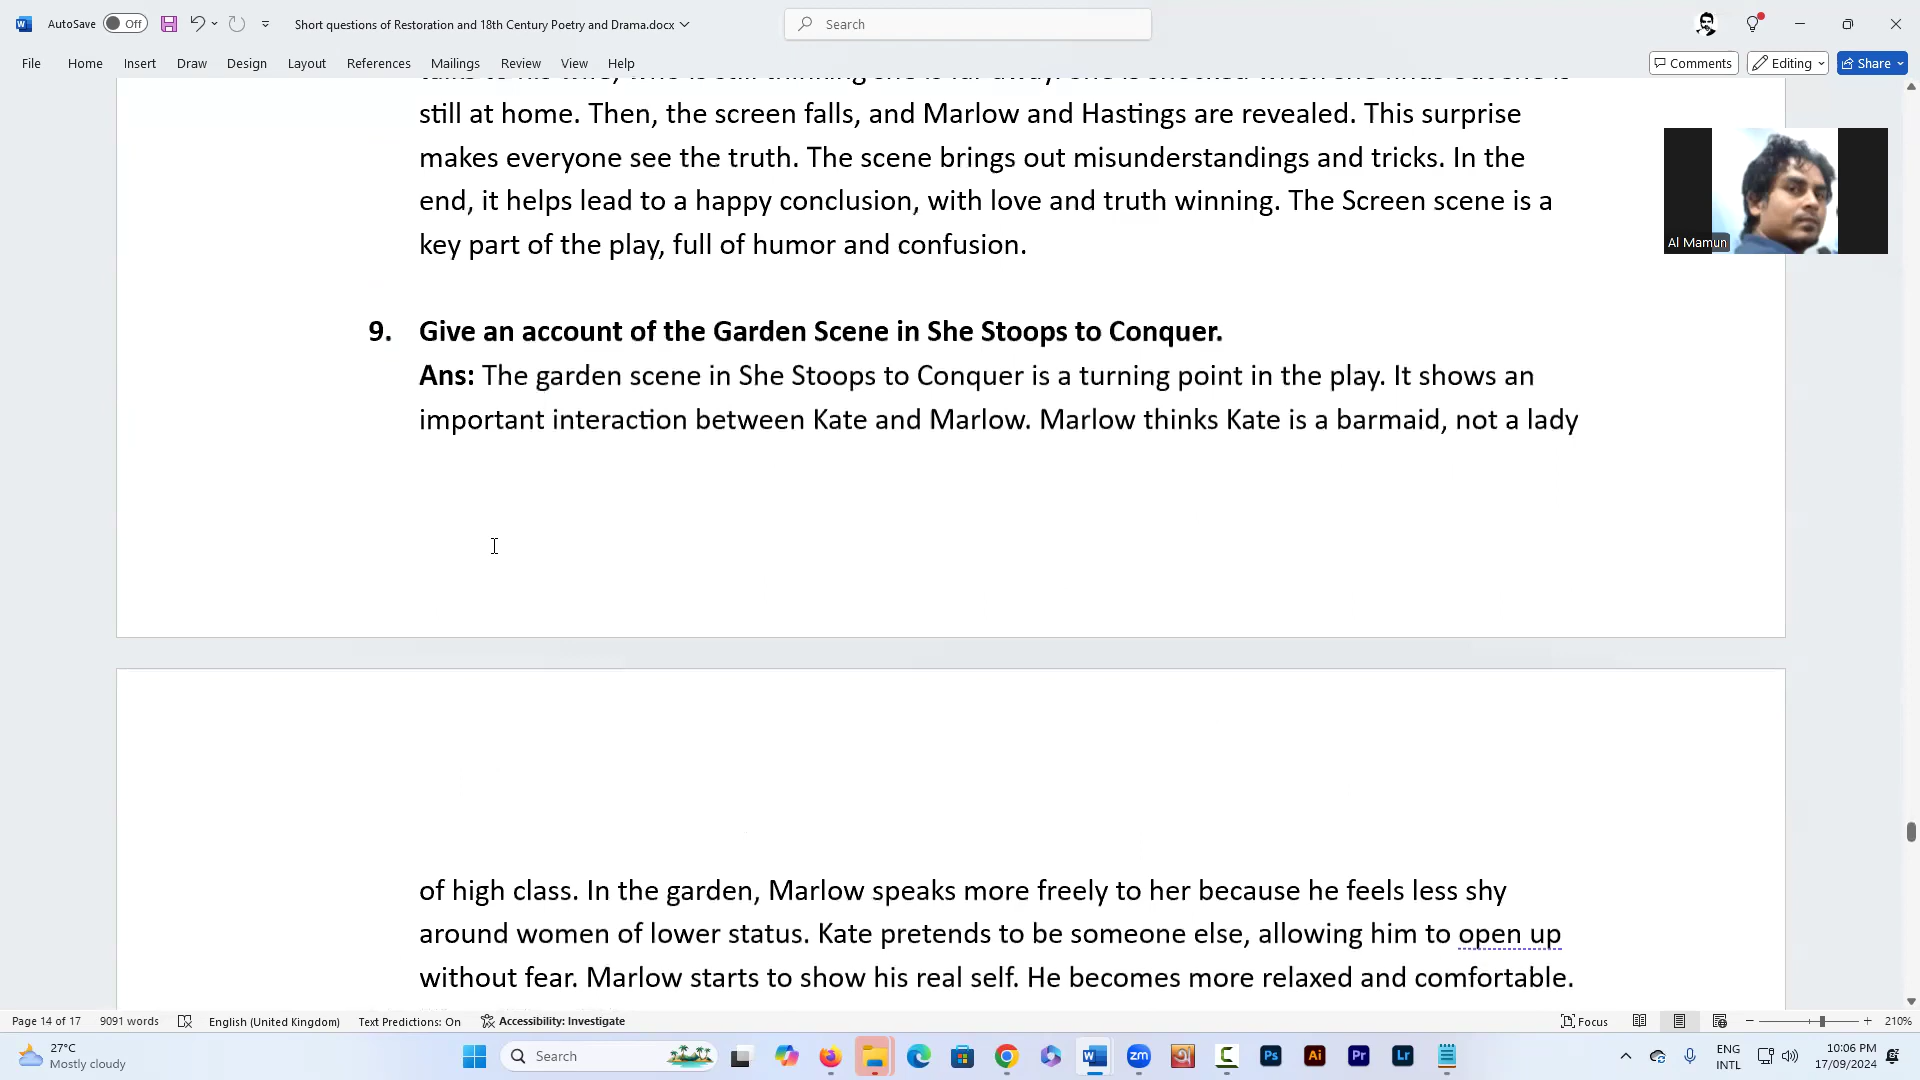 AutoSave Off Short questions of Restoration and 18th Century Poetry and Drama.docx Search
File Home Insert Draw Design Layout References Mailings Review View Help Comments Editing Share
still at home. Then, the screen falls, and Marlow and Hastings are revealed. This surprise
makes everyone see the truth. The scene brings out misunderstandings and tricks. In the
end, it helps lead to a happy conclusion, with love and truth winning. The Screen scene is a
key part of the play, full of humor and confusion.
Al Mamun
9. Give an account of the Garden Scene in She Stoops to Conquer.
Ans: The garden scene in She Stoops to Conquer is a turning point in the play. It shows an
important interaction between Kate and Marlow. Marlow thinks Kate is a barmaid, not a lady
of high class. In the garden, Marlow speaks more freely to her because he feels less shy
around women of lower status. Kate pretends to be someone else, allowing him to open up
without fear. Marlow starts to show his real self. He becomes more relaxed and comfortable.
Page 14 of 17 9091 words English (United Kingdom) Text Predictions: On Accessibility: Investigate Focus 210%
27°C
Mostly cloudy
Search
zm
Ps Ai Pr Lr
ENG
INTL
10:06 PM
17/09/2024